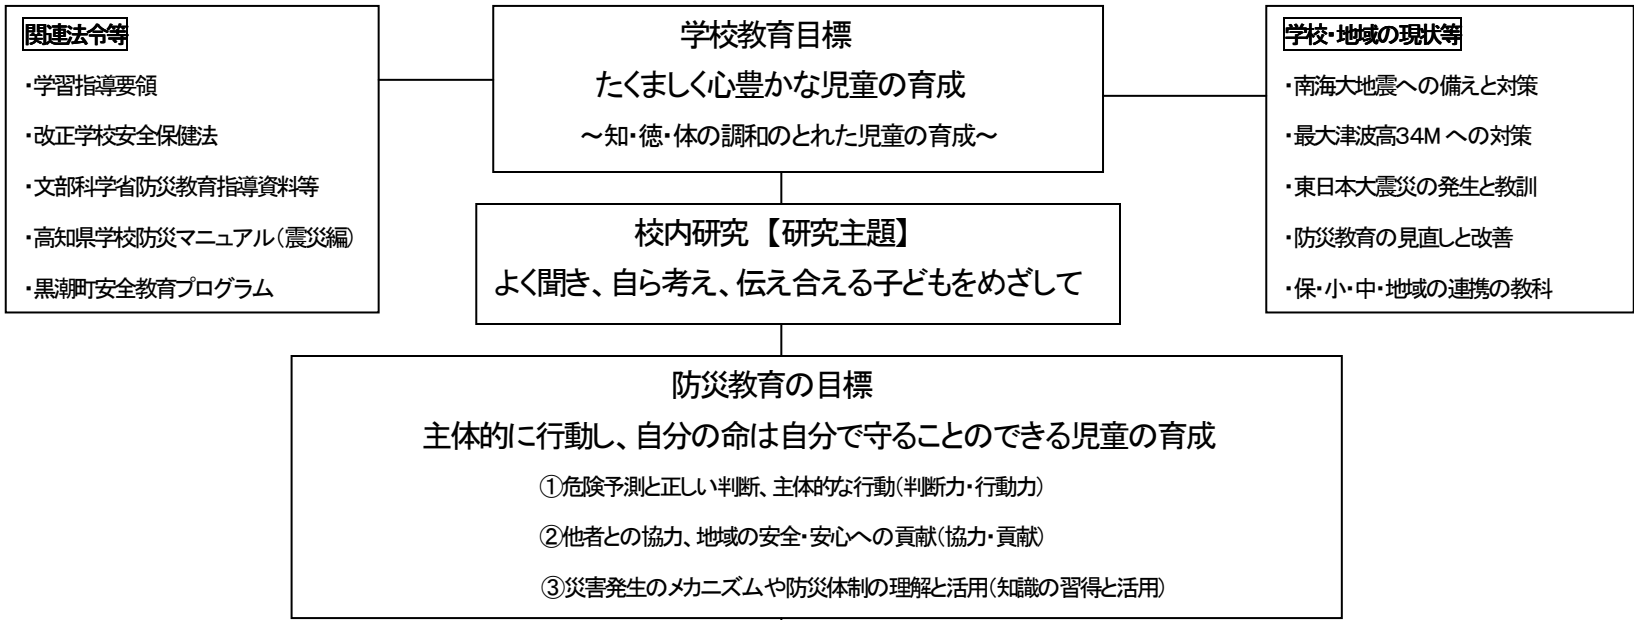 関連法令等
・学習指導要領
・改正学校安全保健法
・文部科学省防災教育指導資料等
・高知県学校防災マニュアル(震災編)
・黒潮町安全教育プログラム
学校教育目標
たくましく心豊かな児童の育成
～知・徳・体の調和のとれた児童の育成～
学校・地域の現状等
・南海大地震への備えと対策
・最大津波高34Mへの対策
・東日本大震災の発生と教訓
・防災教育の見直しと改善
・保・小・中・地域の連携の教科
校内研究【研究主題】
よく聞き、自ら考え、伝え合える子どもをめざして
防災教育の目標
主体的に行動し、自分の命は自分で守ることのできる児童の育成
①危険予測と正しい判断、主体的な行動(判断力・行動力)
②他者との協力、地域の安全・安心への貢献(協力・貢献)
③災害発生のメカニズムや防災体制の理解と活用(知識の習得と活用)